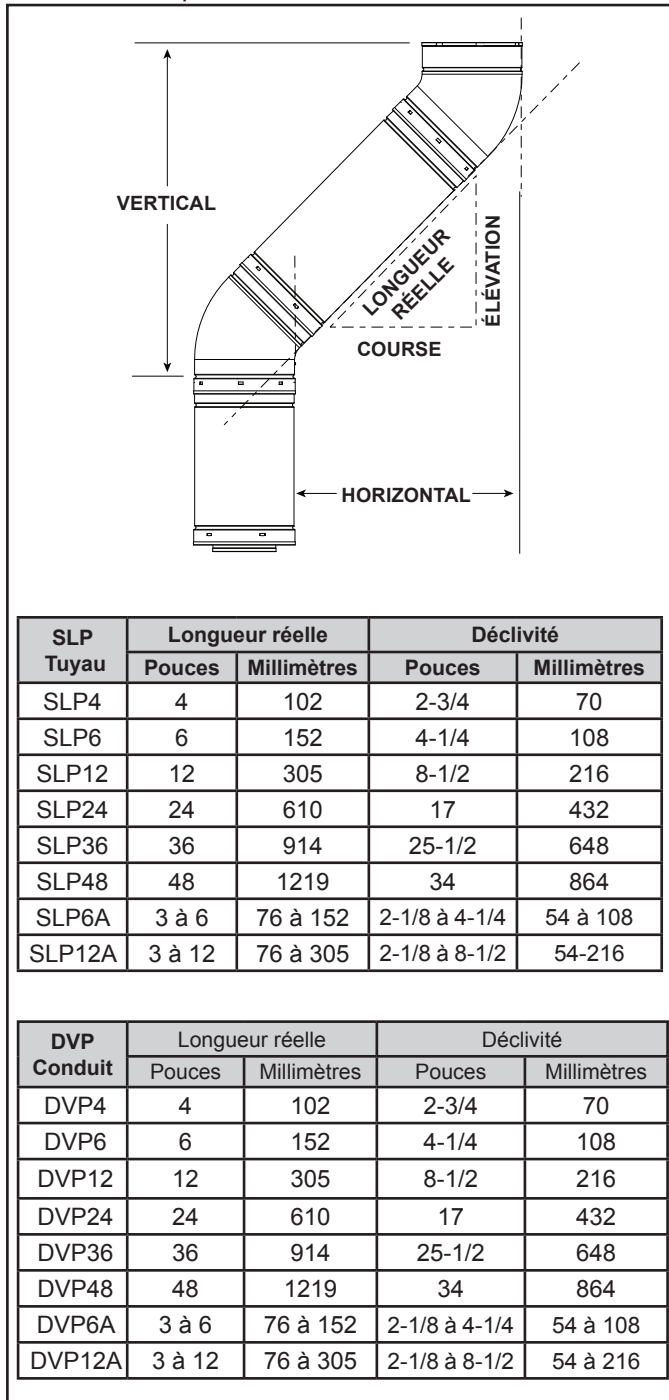 VERTICAL
LONGUEUR
RÉELLE
ÉLÉVATION
COURSE
HORIZONTAL
SLP Tuyau Longueur réelle Déclivité
Pouces Millimètres Pouces Millimètres
SLP4 4 102 2-3/4 70
SLP6 6 152 4-1/4 108
SLP12 12 305 8-1/2 216
SLP24 24 610 17 432
SLP36 36 914 25-1/2 648
SLP48 48 1219 34 864
SLP6A 3 à 6 76 à 152 2-1/8 à 4-1/4 54 à 108
SLP12A 3 à 12 76 à 305 2-1/8 à 8-1/2 54-216
DVP Conduit Longueur réelle Déclivité
Pouces Millimètres Pouces Millimètres
DVP4 4 102 2-3/4 70
DVP6 6 152 4-1/4 108
DVP12 12 305 8-1/2 216
DVP24 24 610 17 432
DVP36 36 914 25-1/2 648
DVP48 48 1219 34 864
DVP6A 3 à 6 76 à 152 2-1/8 à 4-1/4 54 à 108
DVP12A 3 à 12 76 à 305 2-1/8 à 8-1/2 54 à 216